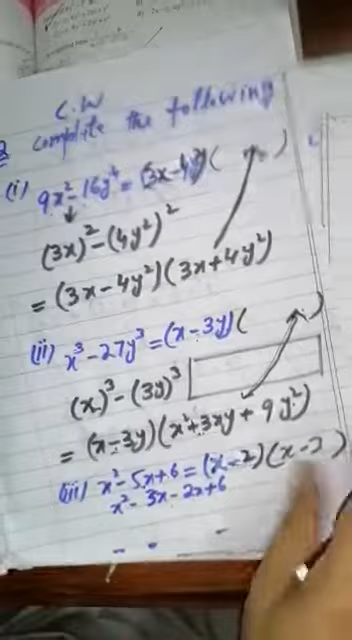 C.W
Q complete the following
(i) 9x² - 16y⁴ = (3x - 4y²)( )
(3x)² - (4y²)²
= (3x - 4y²)(3x + 4y²)
(ii) x³ - 27y³ = (x - 3y)( )
(x)³ - (3y)³
= (x - 3y)(x² + 3xy + 9y²)
(iii) x² - 5x + 6 = (x - 2)(x - )
x² - 3x - 2x + 6